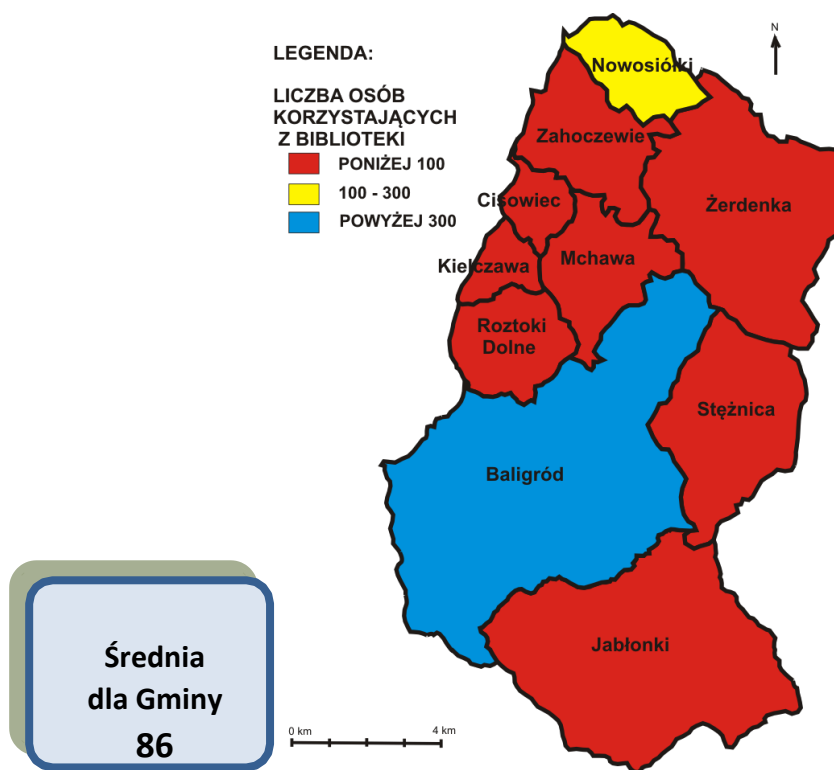 LEGENDA:
LICZBA OSÓB
KORZYSTAJĄCYCH
Z BIBLIOTEKI
PONIŻEJ 100
100 - 300
POWYŻEJ 300
N
Nowosiółki
Zahoczewie
Cisowiec
Żerdenka
Kielczawa
Mchawa
Roztoki
Dolne
Stężnica
Baligród
Jabłonki
Średnia
dla Gminy
86
0 km
4 km